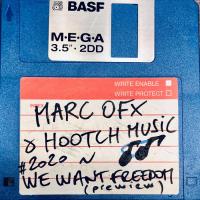 BASF
M·E·G·A
3.5"·2DD
WRITE ENABLE
WRITE PROTECT
MARC OFX
& HOOTCH MUSIC
#2020 ~
WE WANT FREEDOM
(preview)